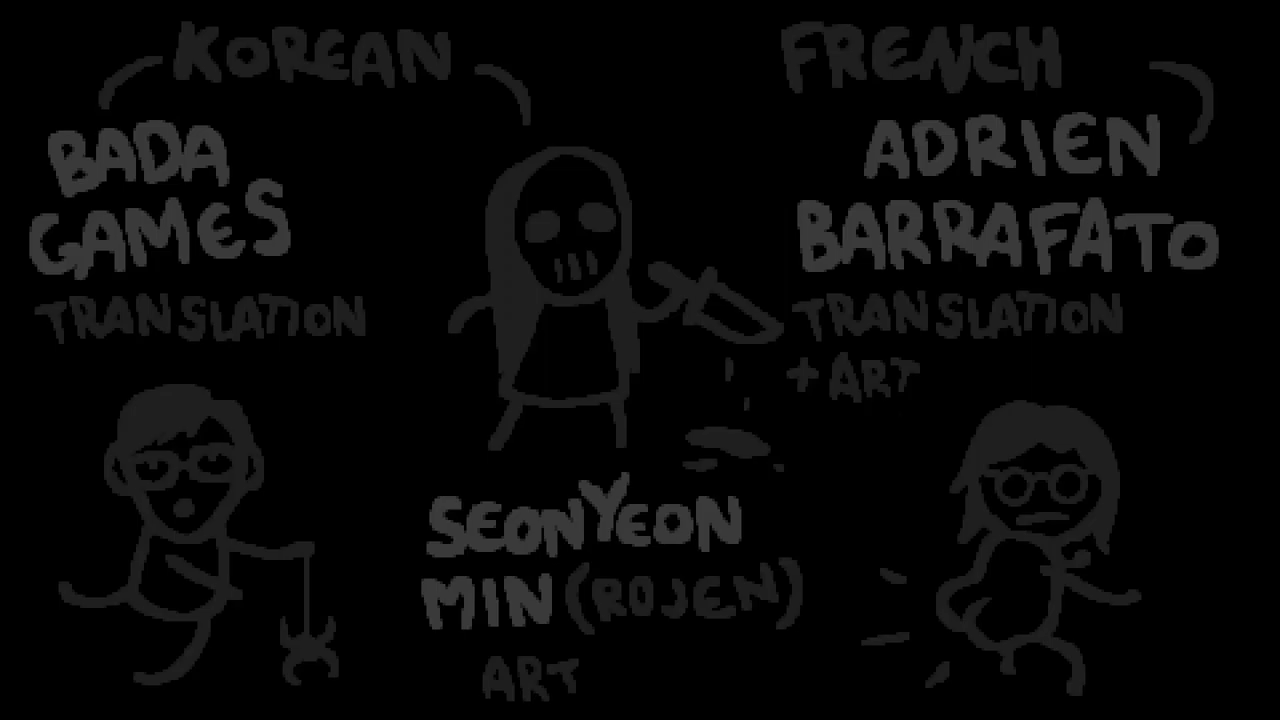 KOREAN
BADA
GAMES
TRANSLATION
SEONYEON
MIN (ROJEN)
ART
FRENCH
ADRIEN
BARRAFATO
TRANSLATION
+ ART